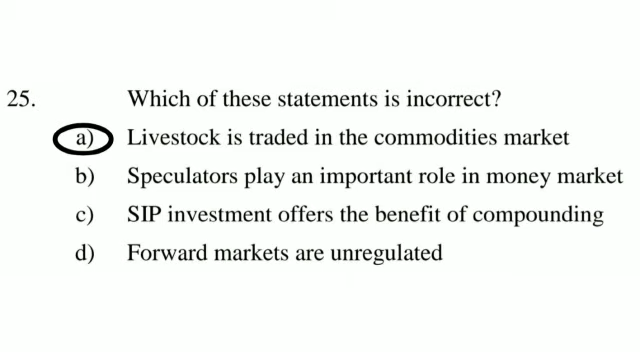 25. Which of these statements is incorrect?
a) Livestock is traded in the commodities market
b) Speculators play an important role in money market
c) SIP investment offers the benefit of compounding
d) Forward markets are unregulated